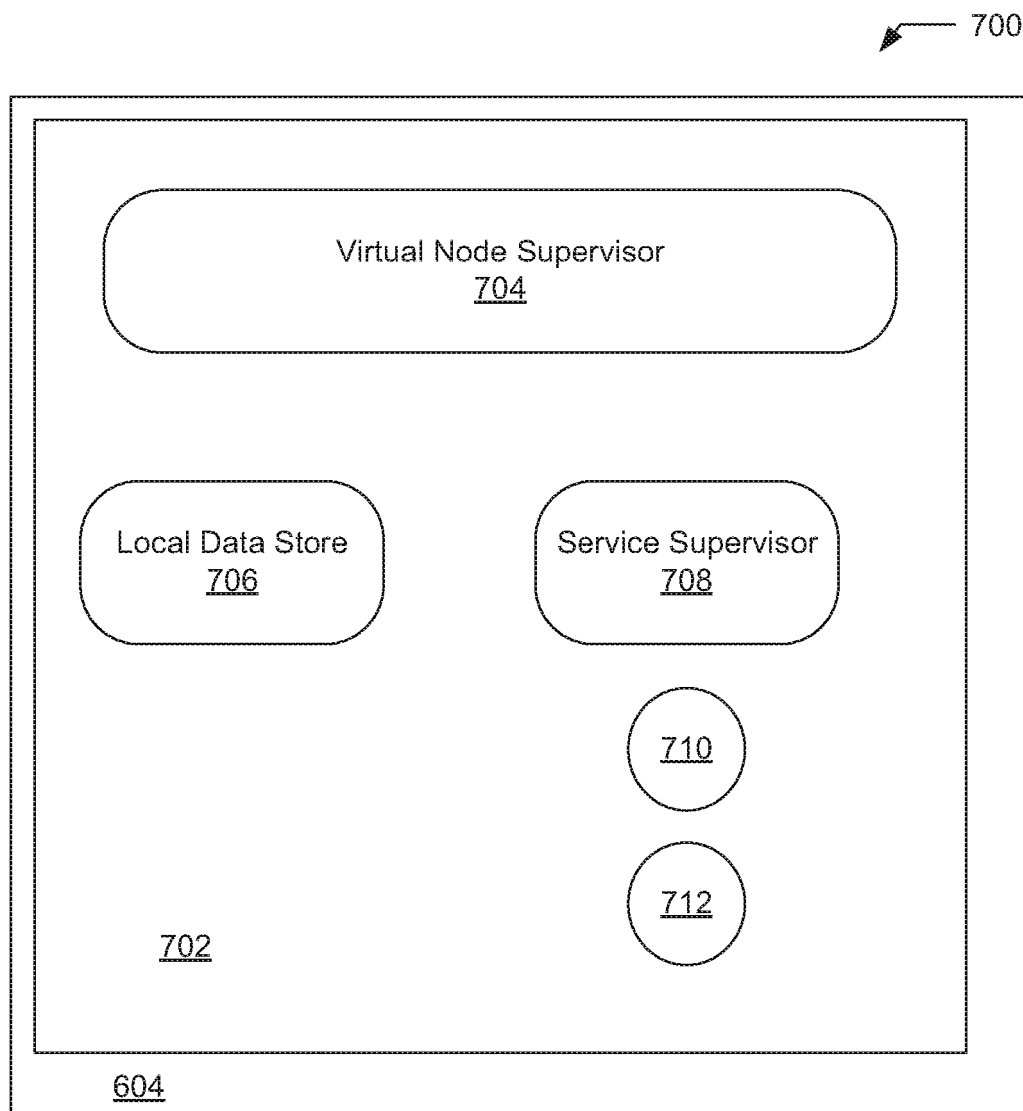 700
Virtual Node Supervisor
704
Local Data Store
706
Service Supervisor
708
710
712
702
604